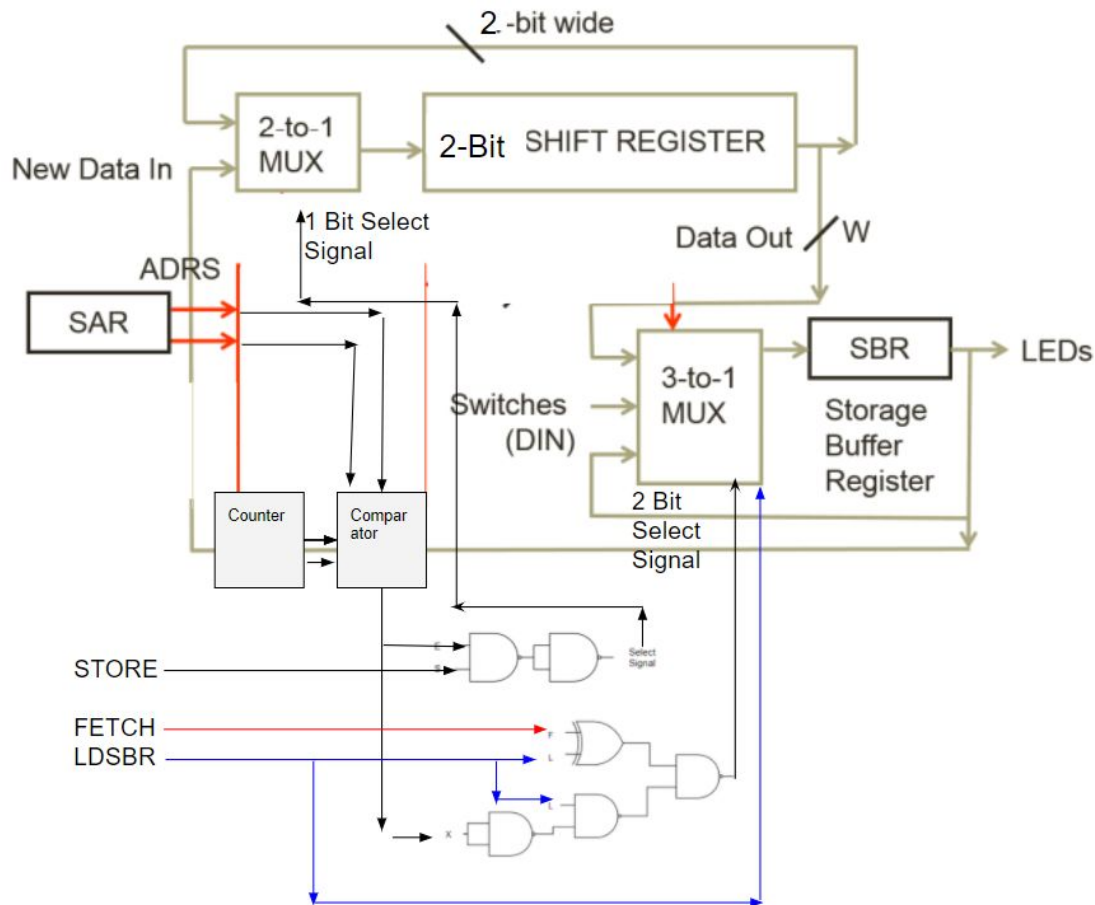 2.-bit wide
2-to-1
MUX
2-Bit SHIFT REGISTER
New Data In
1 Bit Select
Signal
Data Out
W
ADRS
SAR
3-to-1
MUX
SBR
LEDs
Switches
(DIN)
Storage
Buffer
Register
2 Bit
Select
Signal
Counter
Compar
ator
E
S
Select
Signal
STORE
FETCH
LDSBR
F
L
L
X